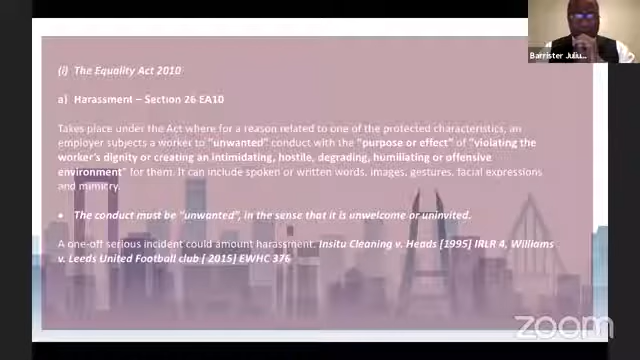 Barrister Juliu...
(i) The Equality Act 2010
a) Harassment – Section 26 EA10
Takes place under the Act where for a reason related to one of the protected characteristics, an
employer subjects a worker to "unwanted" conduct with the "purpose or effect" of "violating the
worker's dignity or creating an intimidating, hostile, degrading, humiliating or offensive
environment" for them. It can include spoken or written words, images, gestures, facial expressions
and mimicry.
• The conduct must be "unwanted", in the sense that it is unwelcome or uninvited.
A one-off serious incident could amount harassment. Insitu Cleaning v. Heads [1995] IRLR 4, Williams
v. Leeds United Football club [ 2015] EWHC 376
zoom